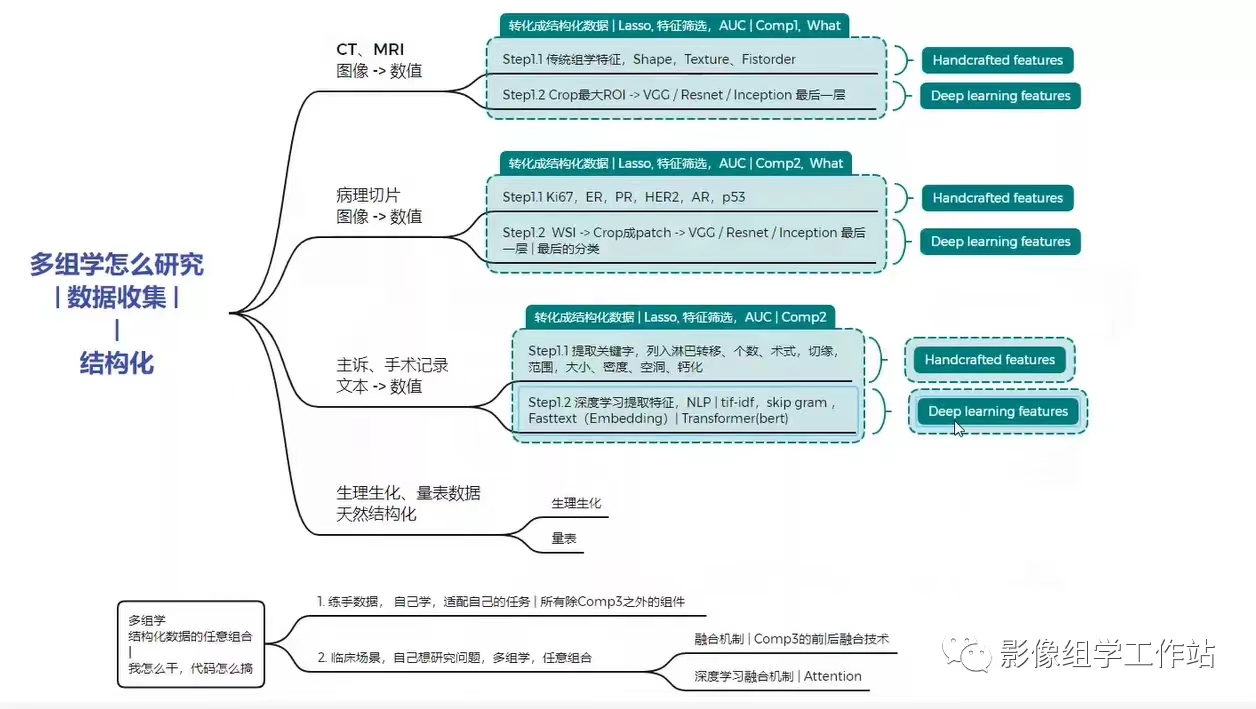 多组学怎么研究
| 数据收集 |
|
结构化
CT、MRI
图像 -> 数值
转化成结构化数据 | Lasso, 特征筛选，AUC | Comp1, What
Step1.1 传统组学特征，Shape，Texture、Fistorder
Handcrafted features
Step1.2 Crop最大ROI -> VGG / Resnet / Inception 最后一层
Deep learning features
病理切片
图像 -> 数值
转化成结构化数据 | Lasso, 特征筛选，AUC | Comp2, What
Step1.1 Ki67，ER，PR，HER2，AR，p53
Handcrafted features
Step1.2 WSI -> Crop成patch -> VGG / Resnet / Inception 最后
一层 | 最后的分类
Deep learning features
主诉、手术记录
文本 -> 数值
转化成结构化数据 | Lasso, 特征筛选，AUC | Comp2
Step1.1 提取关键字，列入淋巴转移、个数、术式，切缘，
范围，大小、密度、空洞、钙化
Handcrafted features
Step1.2 深度学习提取特征，NLP | tif-idf，skip gram ，
Fasttext（Embedding）| Transformer(bert)
Deep learning features
生理生化、量表数据
天然结构化
生理生化
量表
多组学
结构化数据的任意组合
|
我怎么干，代码怎么搞
1. 练手数据， 自己学，适配自己的任务 | 所有除Comp3之外的组件
2. 临床场景，自己想研究问题，多组学，任意组合
融合机制 | Comp3的前|后融合技术
深度学习融合机制 | Attention
影像组学工作站